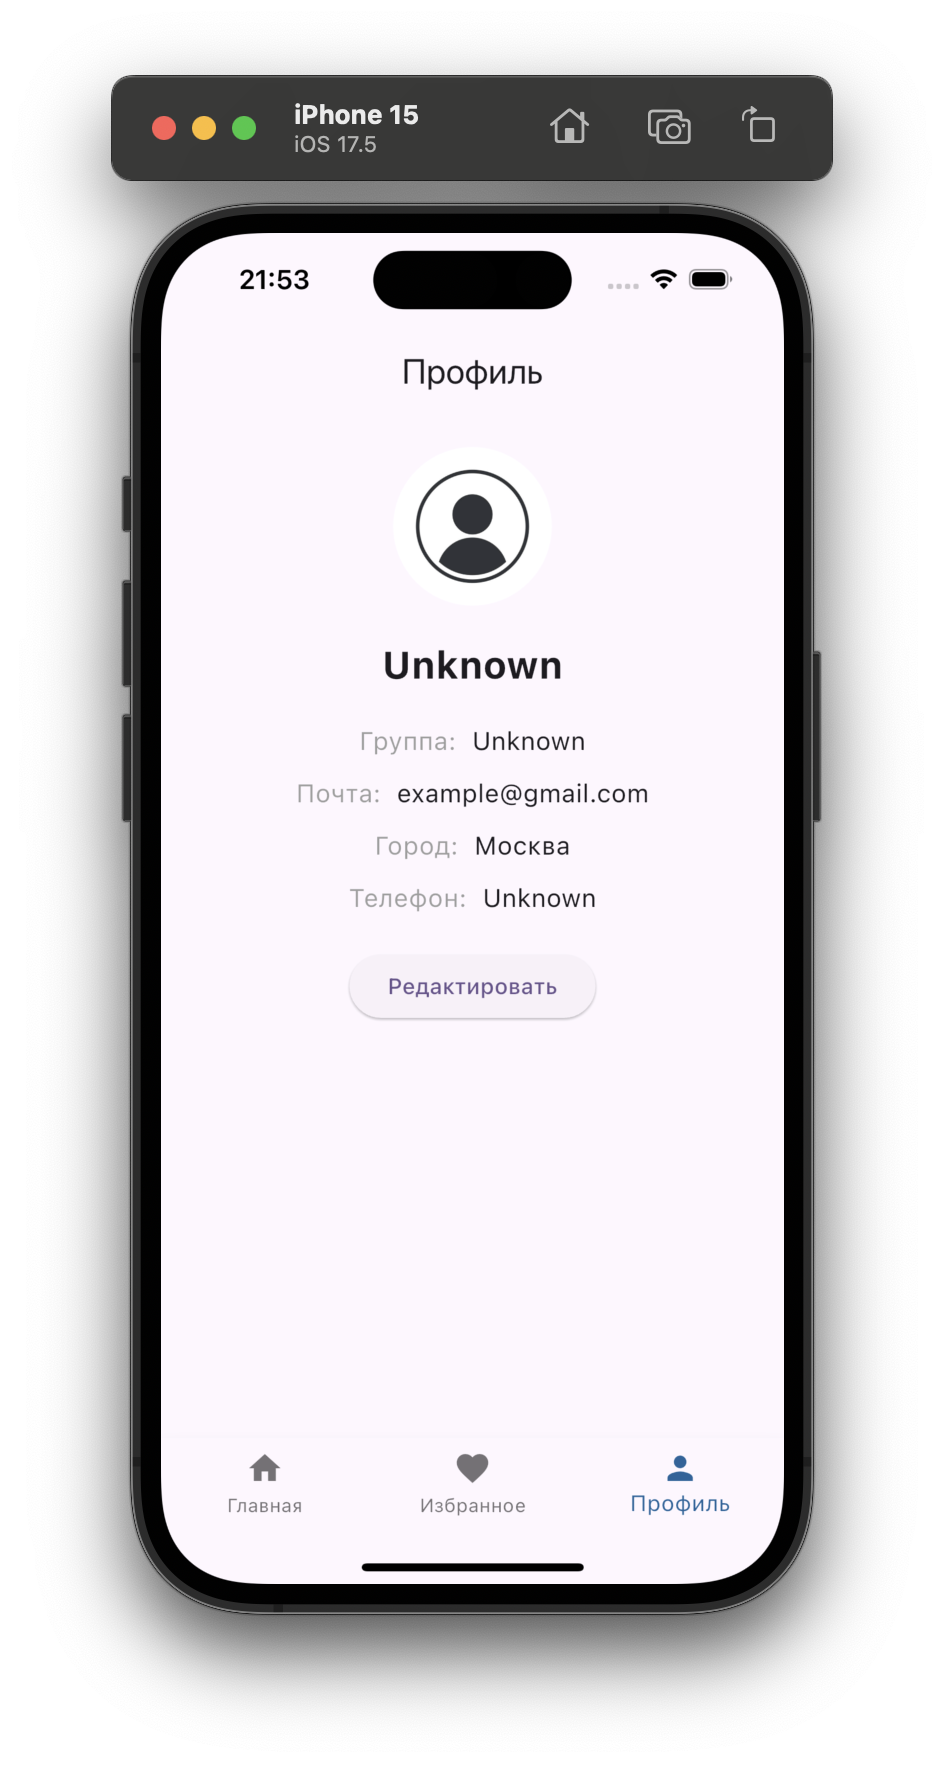 iPhone 15
iOS 17.5
21:53
Профиль
Unknown
Группа: Unknown
Почта: example@gmail.com
Город: Москва
Телефон: Unknown
Редактировать
Главная Избранное Профиль